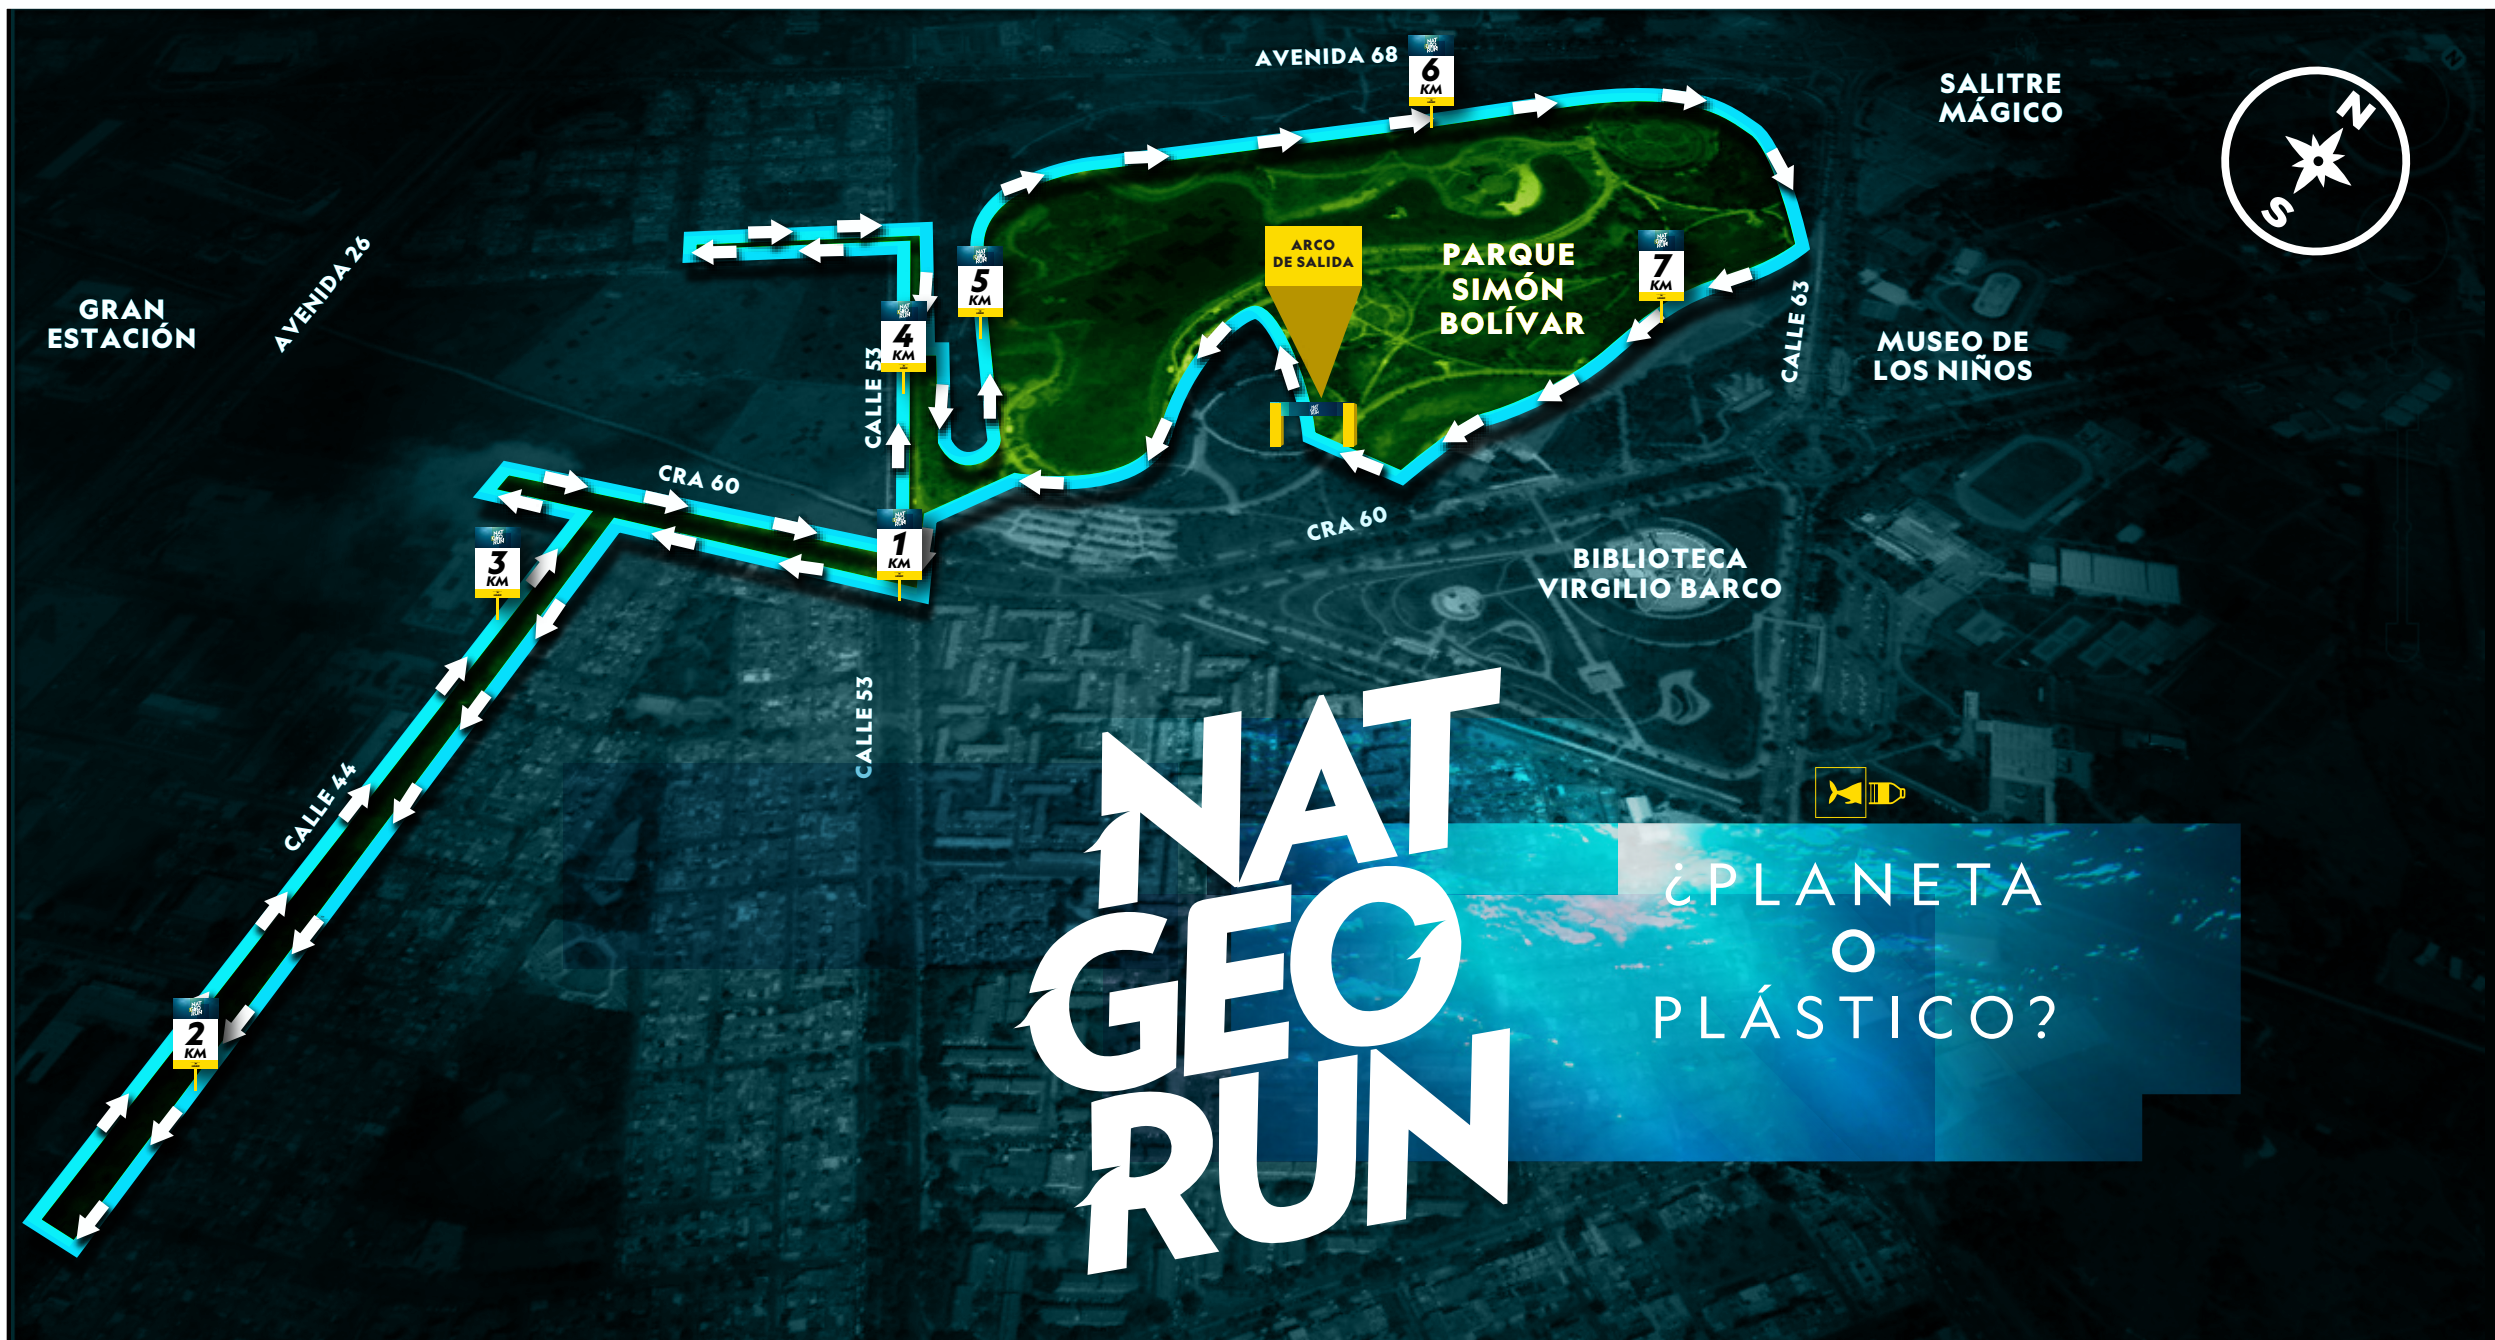 AVENIDA 68
6
KM
SALITRE
MÁGICO
N
S
AVENIDA 26
GRAN
ESTACIÓN
5
KM
ARCO
DE SALIDA
PARQUE
SIMÓN
BOLÍVAR
7
KM
CALLE 63
MUSEO DE
LOS NIÑOS
4
KM
CALLE 53
CRA 60
1
KM
CRA 60
3
KM
BIBLIOTECA
VIRGILIO BARCO
CALLE 53
CALLE 44
2
KM
NAT
GEO
RUN
¿PLANETA
O
PLÁSTICO?